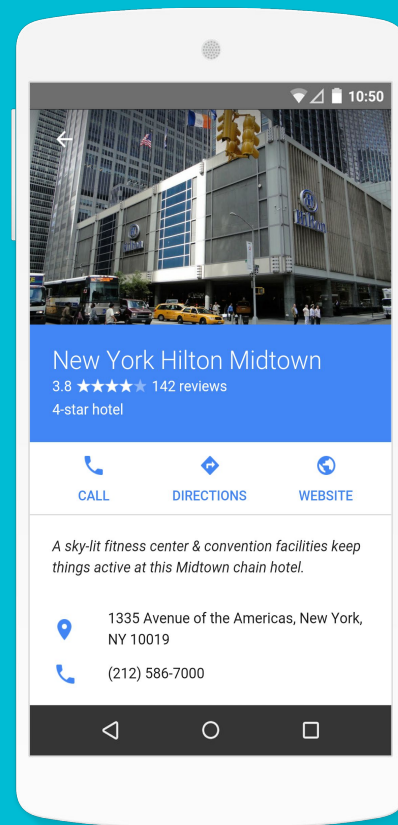 10:50
Hilton
Hilton
New York Hilton Midtown
3.8 ★★★★★ 142 reviews
4-star hotel
CALL DIRECTIONS WEBSITE
A sky-lit fitness center & convention facilities keep
things active at this Midtown chain hotel.
1335 Avenue of the Americas, New York,
NY 10019
(212) 586-7000